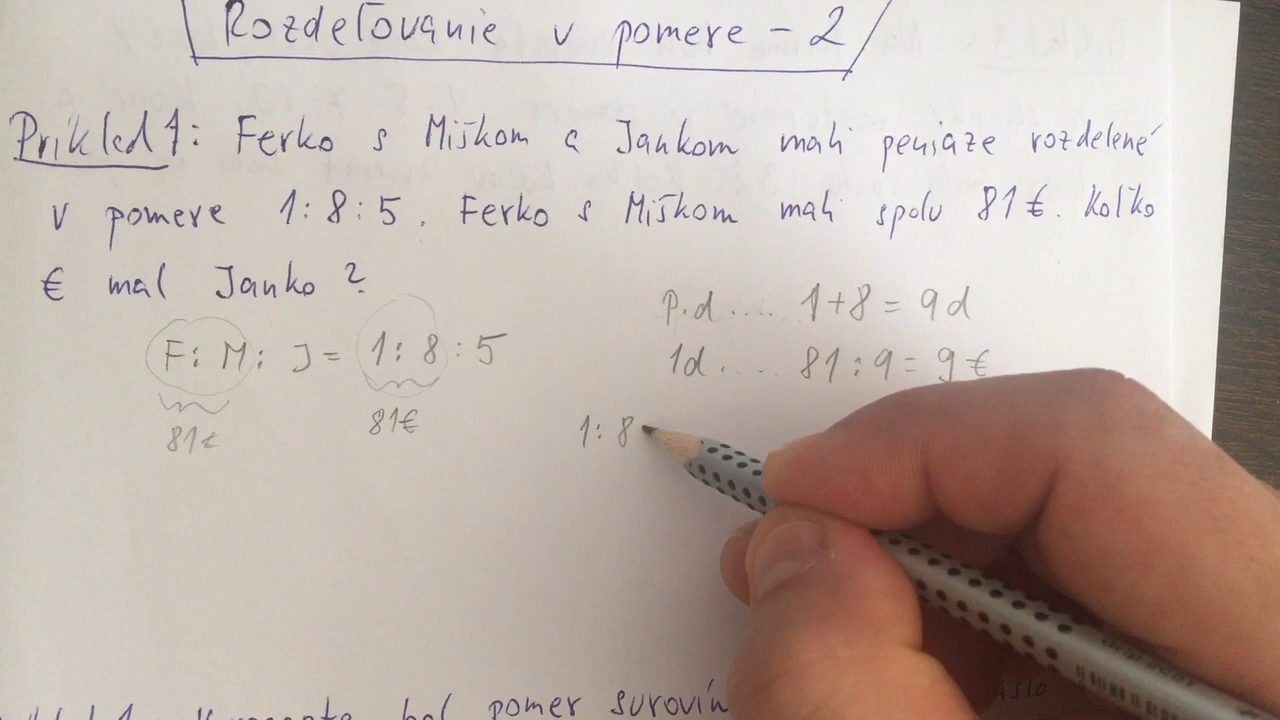 Rozdeľovanie v pomere - 2
Príklad 1: Ferko s Miškom a Jankom mali peniaze rozdelené
v pomere 1:8:5. Ferko s Miškom mali spolu 81€. Koľko
€ mal Janko?
F: M: J = 1: 8 : 5
81€ 81€
p.d .... 1+8 = 9d
1d .... 81:9 = 9€
1: 8
bol pomer surovín